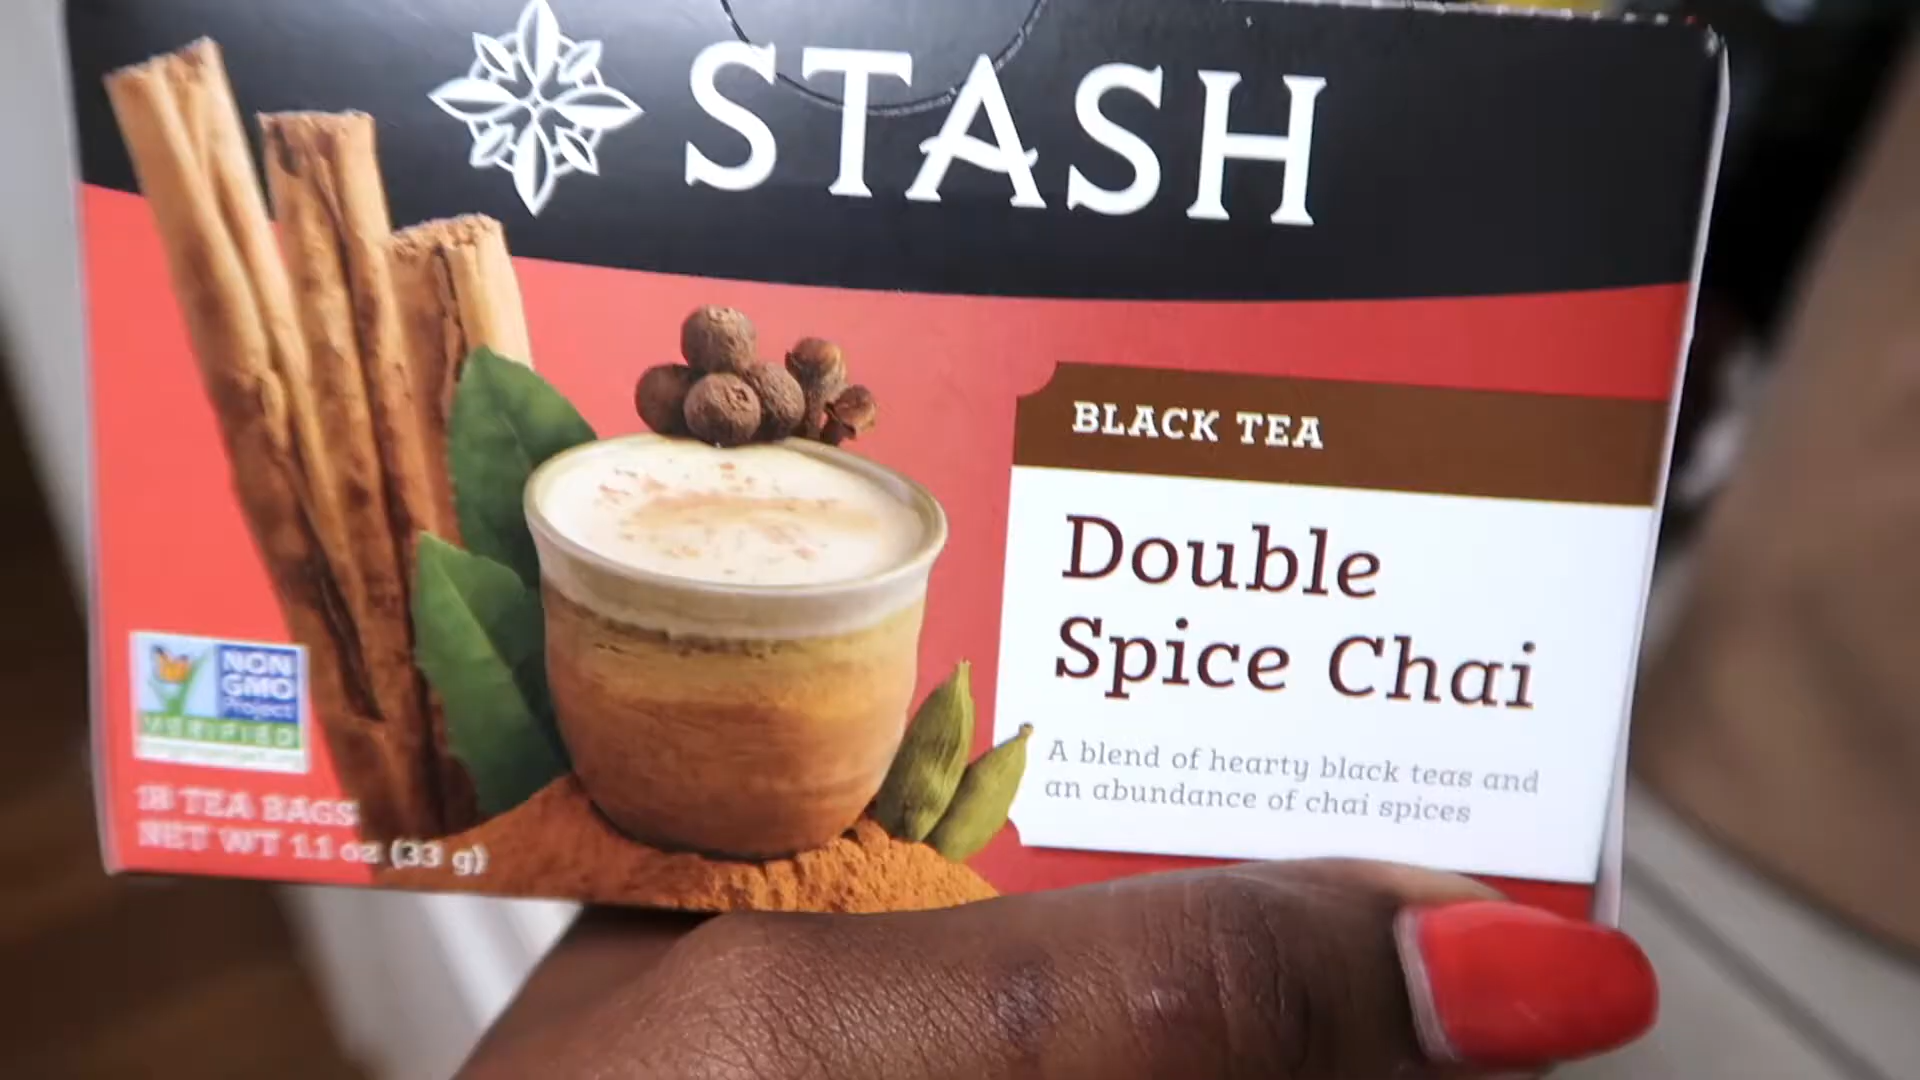 STASH
BLACK TEA
Double
Spice Chai
A blend of hearty black teas and
an abundance of chai spices
NON
GMO
Project
VERIFIED
18 TEA BAGS
NET WT 1.1 oz (33 g)